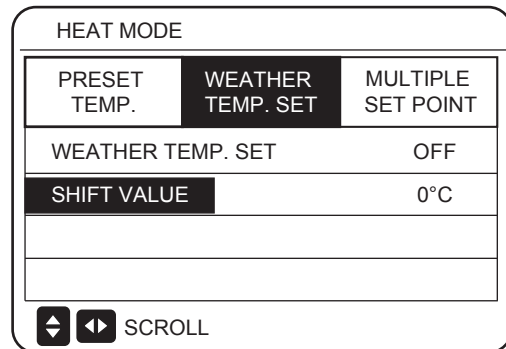 HEAT MODE
PRESET TEMP.
WEATHER TEMP. SET
MULTIPLE SET POINT
WEATHER TEMP. SET OFF
SHIFT VALUE 0°C
SCROLL